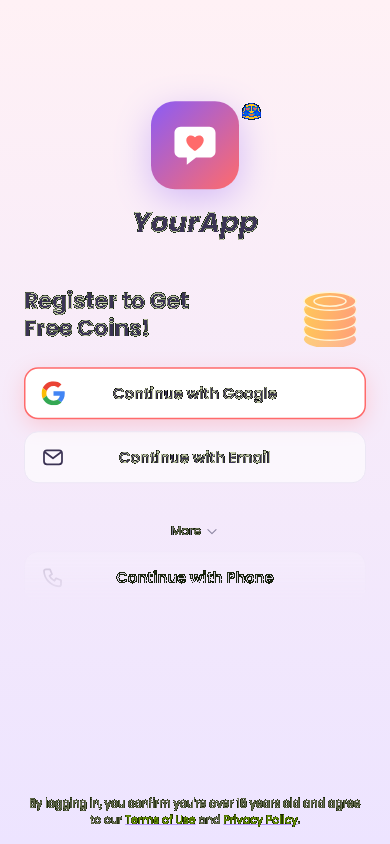 YourApp
Register to Get
Free Coins!
Continue with Google
Continue with Email
More
Continue with Phone
By logging in, you confirm you're over 18 years old and agree
to our Terms of Use and Privacy Policy.